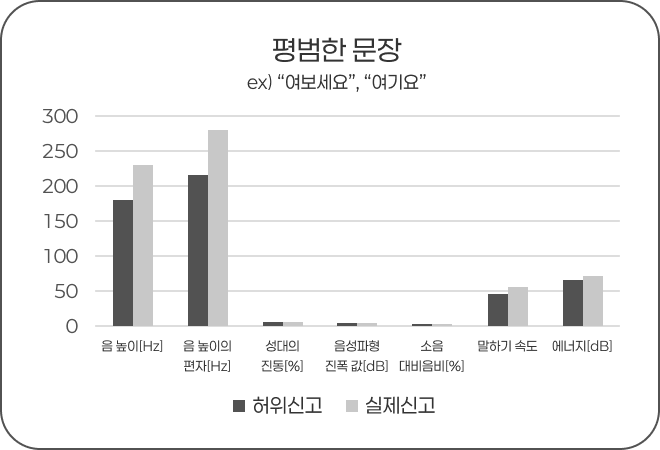 평범한 문장
ex) “여보세요”, “여기요”
300
250
200
150
100
50
0
음 높이[Hz]
음 높이의
편자[Hz]
성대의
진동[%]
음성파형
진폭 값[dB]
소음
대비음비[%]
말하기 속도
에너지[dB]
허위신고
실제신고